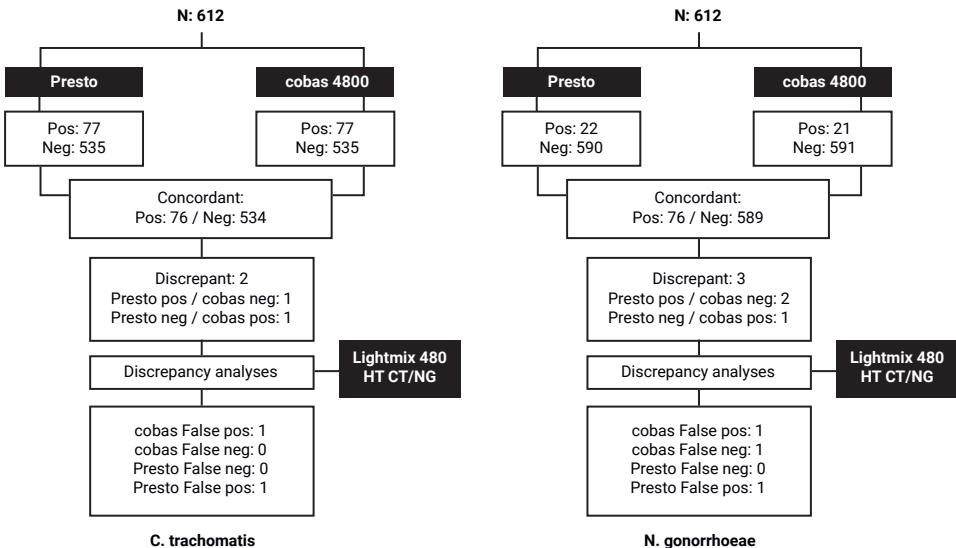 N: 612
Presto
cobas 4800
Pos: 77
Neg: 535
Pos: 77
Neg: 535
Concordant:
Pos: 76 / Neg: 534
Discrepant: 2
Presto pos / cobas neg: 1
Presto neg / cobas pos: 1
Discrepancy analyses
Lightmix 480
HT CT/NG
cobas False pos: 1
cobas False neg: 0
Presto False neg: 0
Presto False pos: 1
C. trachomatis
N: 612
Presto
cobas 4800
Pos: 22
Neg: 590
Pos: 21
Neg: 591
Concordant:
Pos: 76 / Neg: 589
Discrepant: 3
Presto pos / cobas neg: 2
Presto neg / cobas pos: 1
Discrepancy analyses
Lightmix 480
HT CT/NG
cobas False pos: 1
cobas False neg: 1
Presto False neg: 0
Presto False pos: 1
N. gonorrhoeae